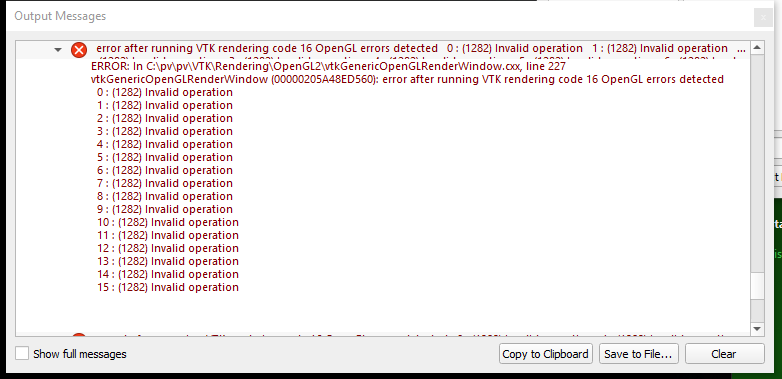 Output Messages
error after running VTK rendering code 16 OpenGL errors detected 0 : (1282) Invalid operation 1 : (1282) Invalid operation ...
ERROR: In C:\pv\pv\VTK\Rendering\OpenGL2\vtkGenericOpenGLRenderWindow.cxx, line 227
vtkGenericOpenGLRenderWindow (00000205A48ED560): error after running VTK rendering code 16 OpenGL errors detected
0 : (1282) Invalid operation
1 : (1282) Invalid operation
2 : (1282) Invalid operation
3 : (1282) Invalid operation
4 : (1282) Invalid operation
5 : (1282) Invalid operation
6 : (1282) Invalid operation
7 : (1282) Invalid operation
8 : (1282) Invalid operation
9 : (1282) Invalid operation
10 : (1282) Invalid operation
11 : (1282) Invalid operation
12 : (1282) Invalid operation
13 : (1282) Invalid operation
14 : (1282) Invalid operation
15 : (1282) Invalid operation
Show full messages
Copy to Clipboard
Save to File...
Clear